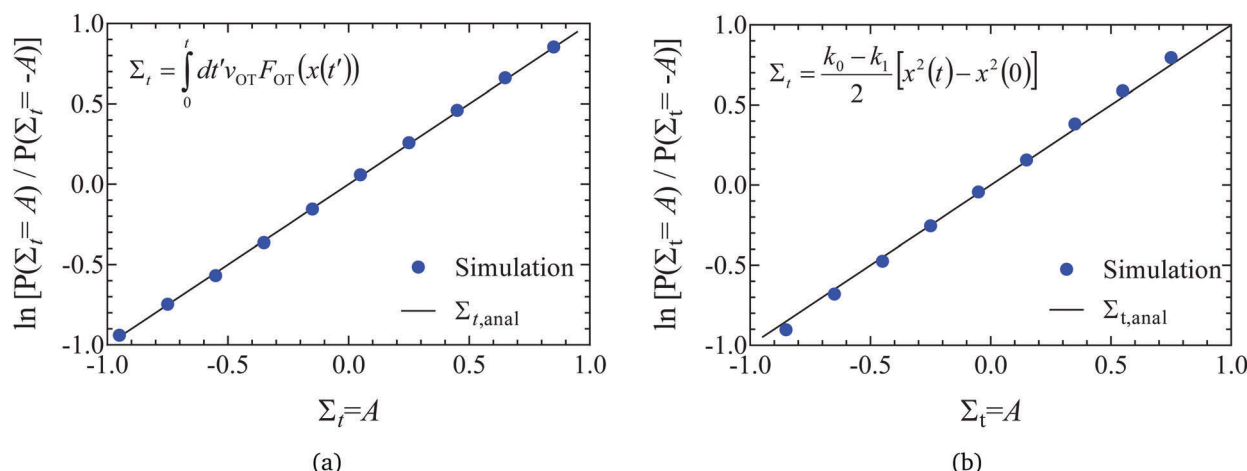 ln [P(Σt= A) / P(Σt= -A)]
1.0
0.5
0.0
-0.5
-1.0
Σt = ∫0t dt′vOT FOT (x(t′))
Simulation
Σt,anal
-1.0 -0.5 0.0 0.5 1.0
Σt=A
(a)
ln [P(Σt= A) / P(Σt= -A)]
1.0
0.5
0.0
-0.5
-1.0
Σt = k0 – k1 / 2 [x2(t) – x2(0)]
Simulation
Σt,anal
-1.0 -0.5 0.0 0.5 1.0
Σt=A
(b)